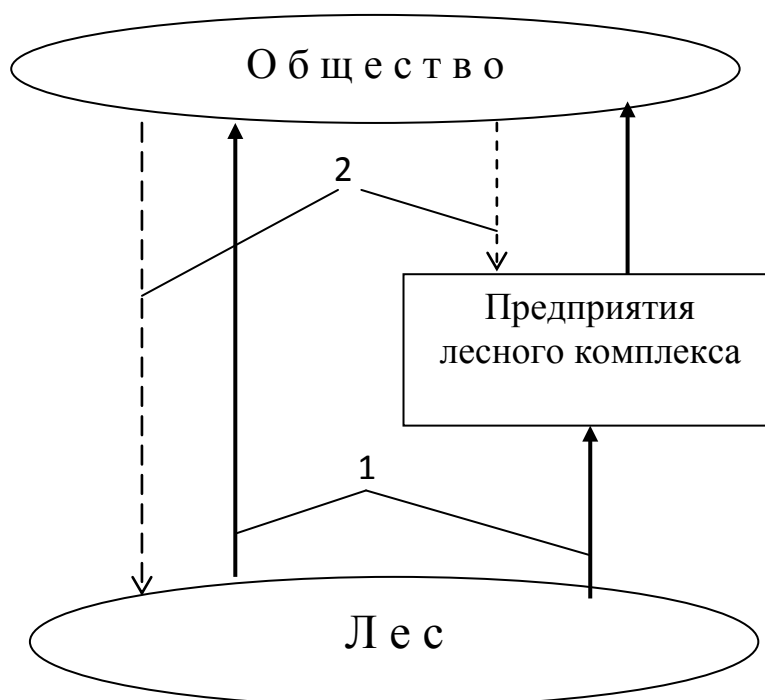 О б щ е с т в о
2
Предприятия
лесного комплекса
1
Л е с